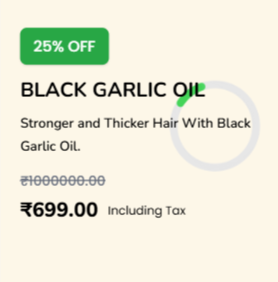 25% OFF
BLACK GARLIC OIL
Stronger and Thicker Hair With Black
Garlic Oil.
₹1000000.00
₹699.00 Including Tax